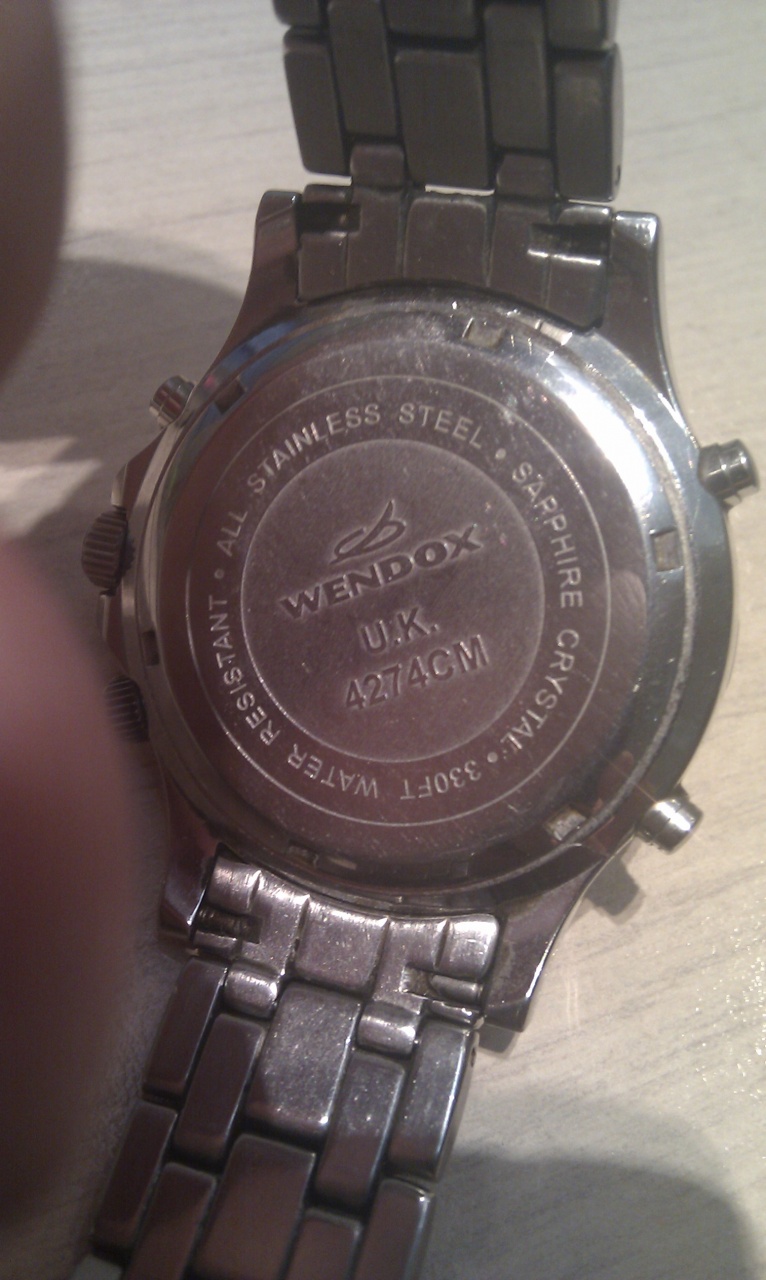 ALL STAINLESS STEEL • SAPPHIRE CRYSTAL • 330FT WATER RESISTANT •
WENDOX
U.K.
4274CM